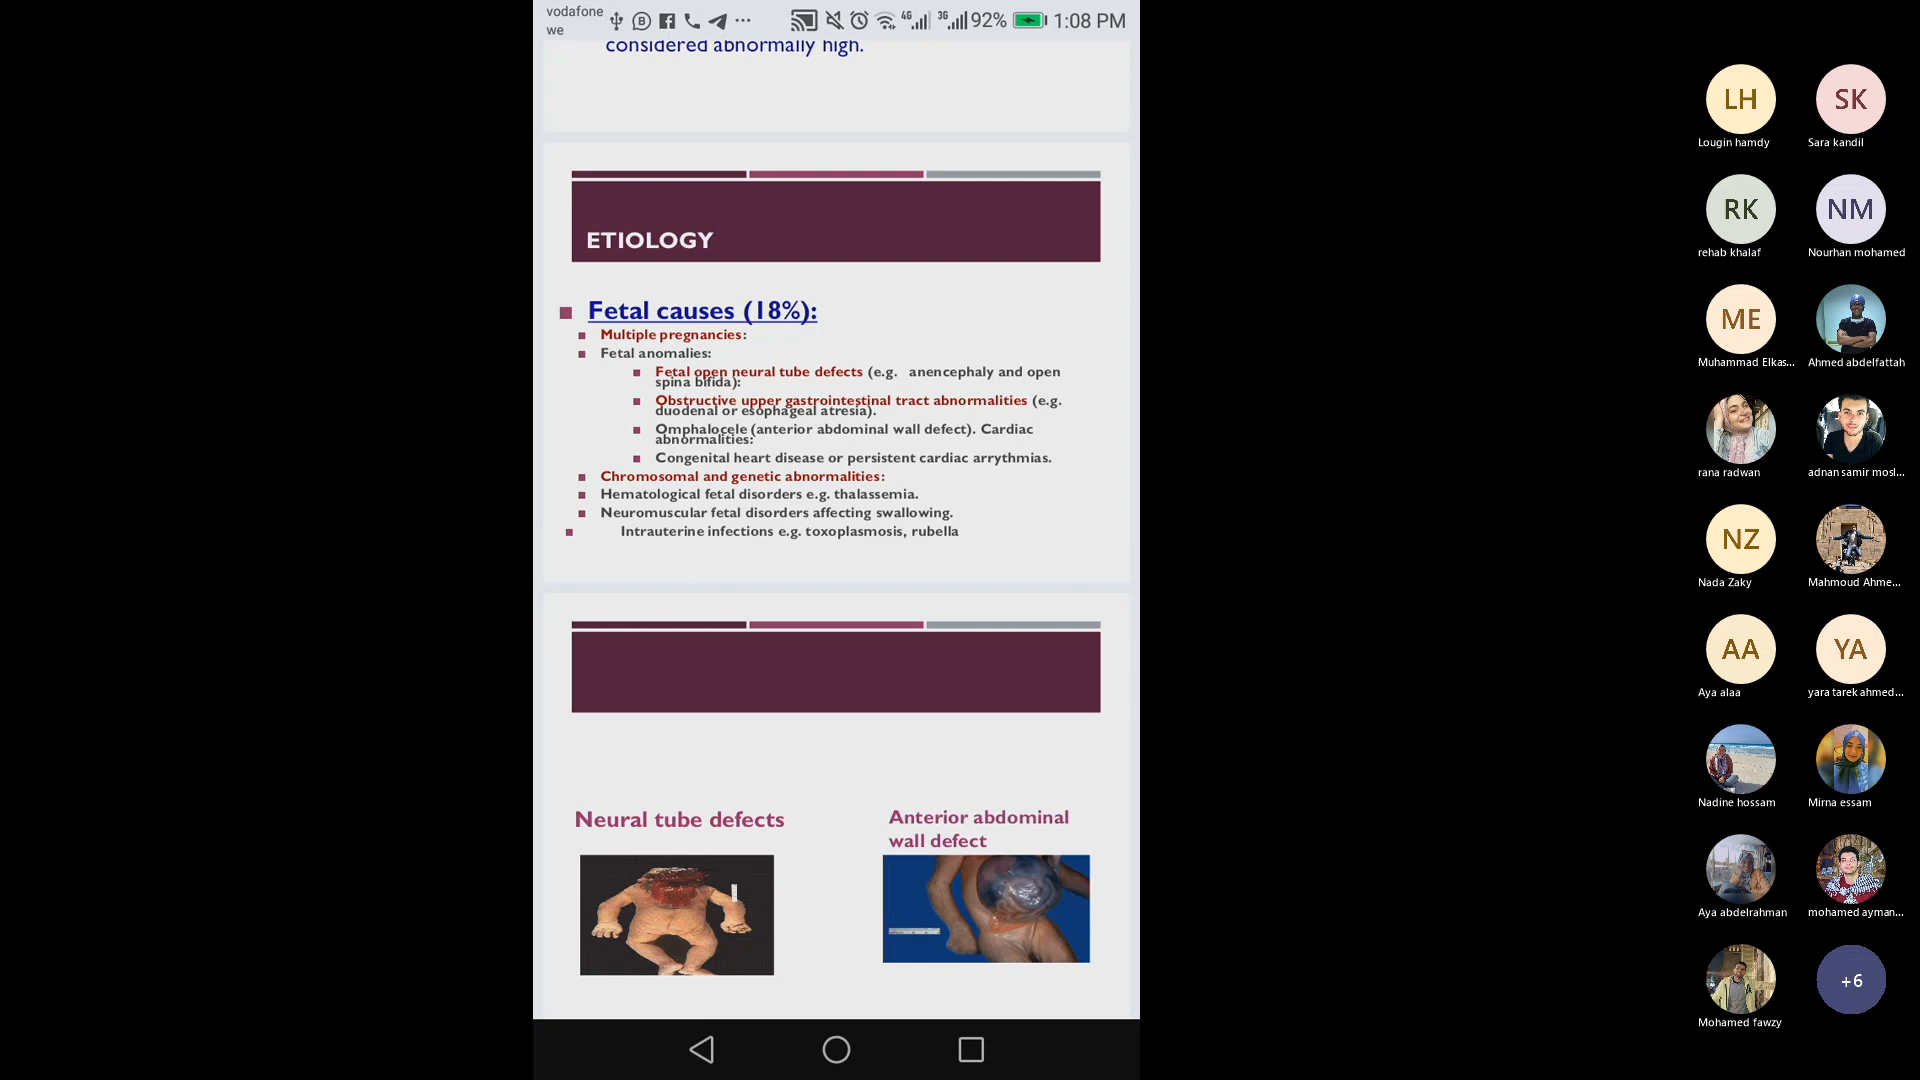 vodafone
we
4G
3G
92%
1:08 PM
considered abnormally high.
ETIOLOGY
Fetal causes (18%):
Multiple pregnancies:
Fetal anomalies:
Fetal open neural tube defects (e.g. anencephaly and open
spina bifida):
Obstructive upper gastrointestinal tract abnormalities (e.g.
duodenal or esophageal atresia).
Omphalocele (anterior abdominal wall defect). Cardiac
abnormalities:
Congenital heart disease or persistent cardiac arrythmias.
Chromosomal and genetic abnormalities:
Hematological fetal disorders e.g. thalassemia.
Neuromuscular fetal disorders affecting swallowing.
Intrauterine infections e.g. toxoplasmosis, rubella
Neural tube defects
Anterior abdominal
wall defect
LH
Lougin hamdy
SK
Sara kandil
RK
rehab khalaf
NM
Nourhan mohamed
ME
Muhammad Elkas...
Ahmed abdelfattah
rana radwan
adnan samir mosl...
NZ
Nada Zaky
Mahmoud Ahme...
AA
Aya alaa
YA
yara tarek ahmed...
Nadine hossam
Mirna essam
Aya abdelrahman
mohamed ayman...
Mohamed fawzy
+6